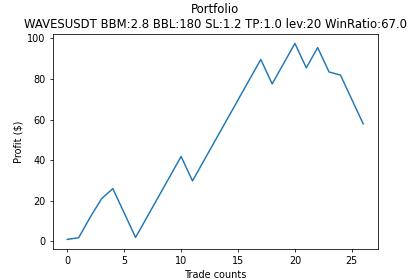 Portfolio
WAVESUSDT BBM:2.8 BBL:180 SL:1.2 TP:1.0 lev:20 WinRatio:67.0
100
80
60
40
20
0
Profit ($)
0 5 10 15 20 25
Trade counts